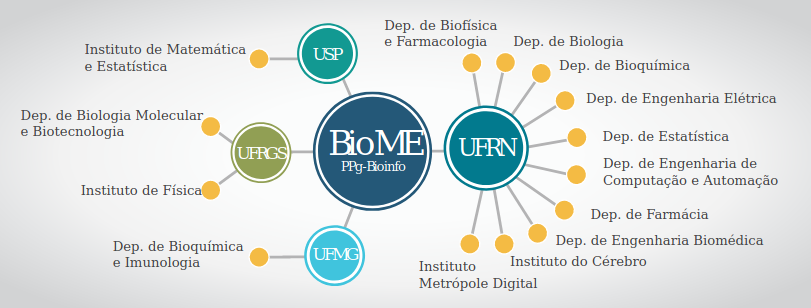 Instituto de Matemática
e Estatística
USP
Dep. de Biologia Molecular
e Biotecnologia
UFRGS
Instituto de Física
Dep. de Bioquímica
e Imunologia
UFMG
BioME
PPg-Bioinfo
UFRN
Dep. de Biofísica
e Farmacologia
Dep. de Biologia
Dep. de Bioquímica
Dep. de Engenharia Elétrica
Dep. de Estatística
Dep. de Engenharia de
Computação e Automação
Dep. de Farmácia
Dep. de Engenharia Biomédica
Instituto do Cérebro
Instituto
Metrópole Digital